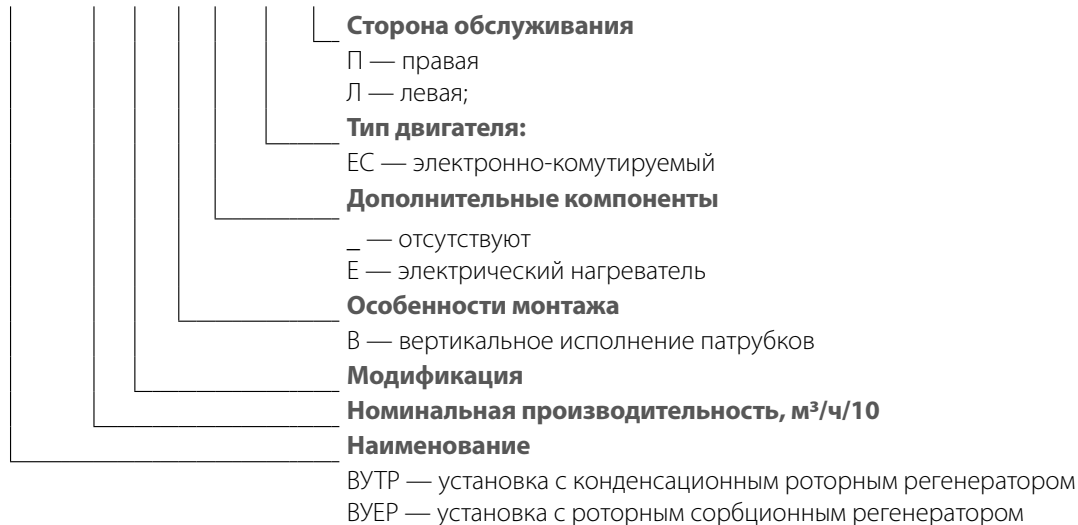 Сторона обслуживания
П — правая
Л — левая;
Тип двигателя:
ЕС — электронно-комутируемый
Дополнительные компоненты
_ — отсутствуют
Е — электрический нагреватель
Особенности монтажа
В — вертикальное исполнение патрубков
Модификация
Номинальная производительность, м³/ч/10
Наименование
ВУТР — установка с конденсационным роторным регенератором
ВУЕР — установка с роторным сорбционным регенератором